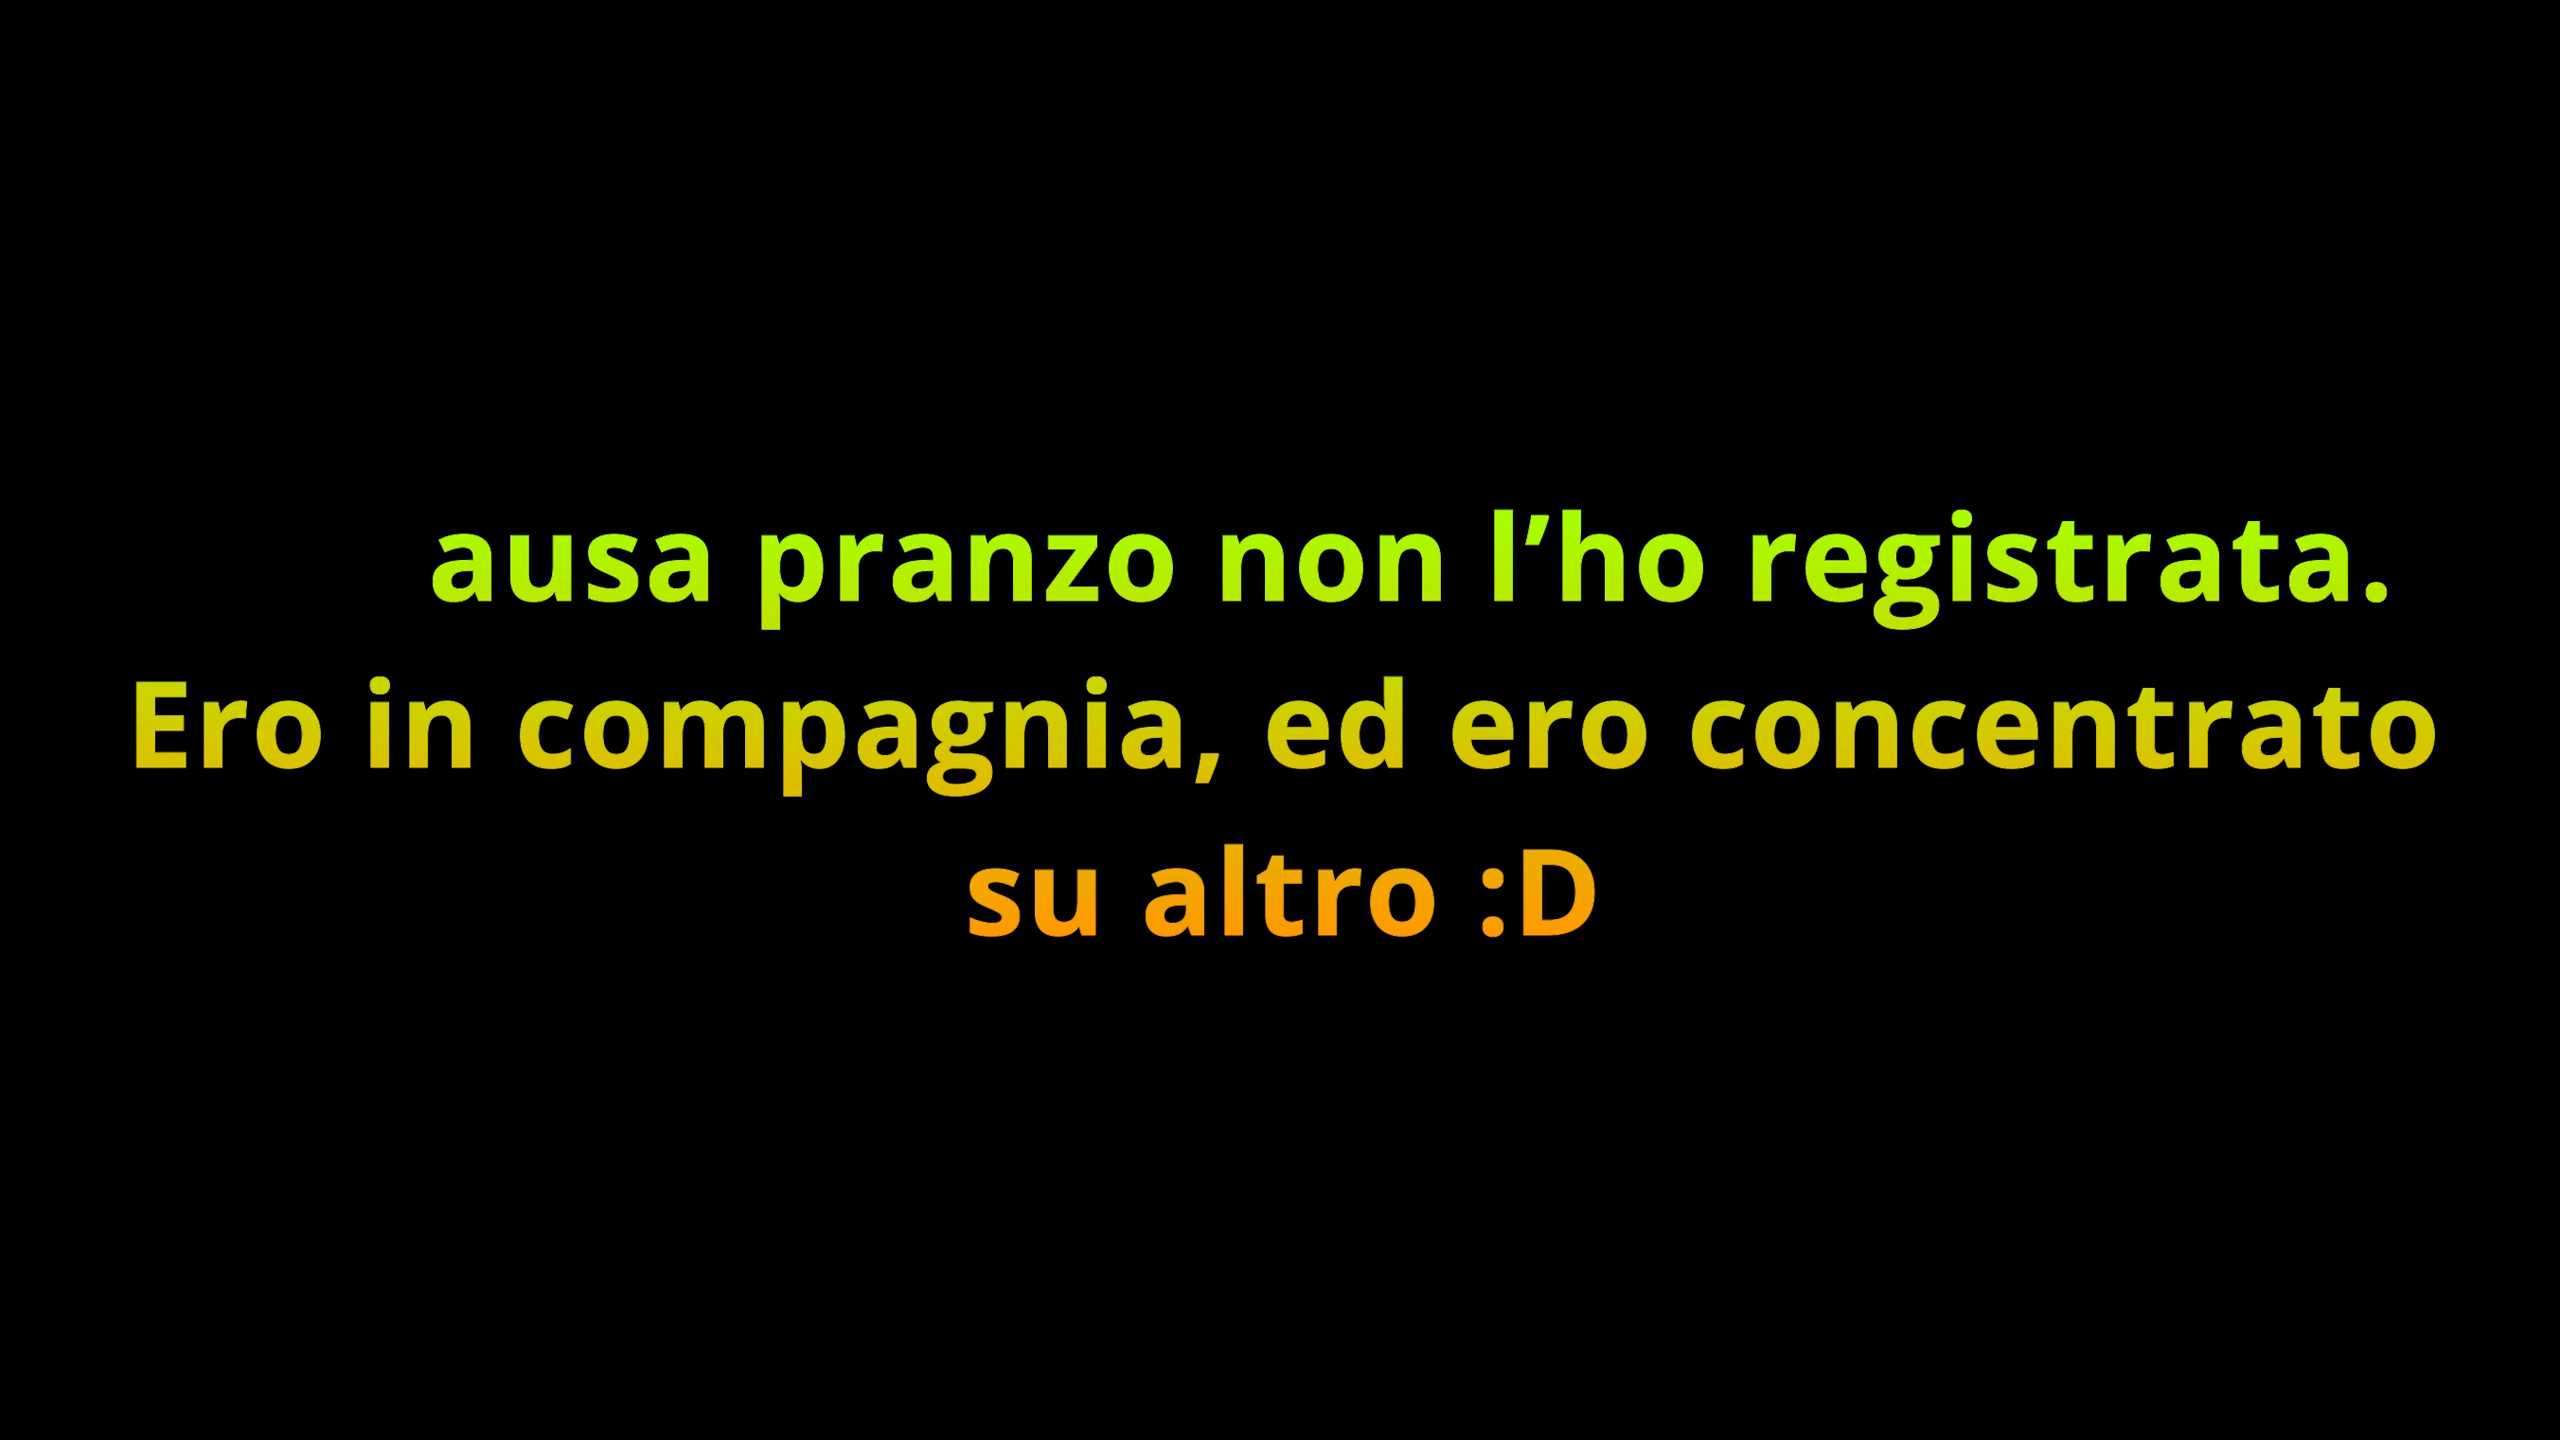 ausa pranzo non l’ho registrata.
Ero in compagnia, ed ero concentrato
su altro :D